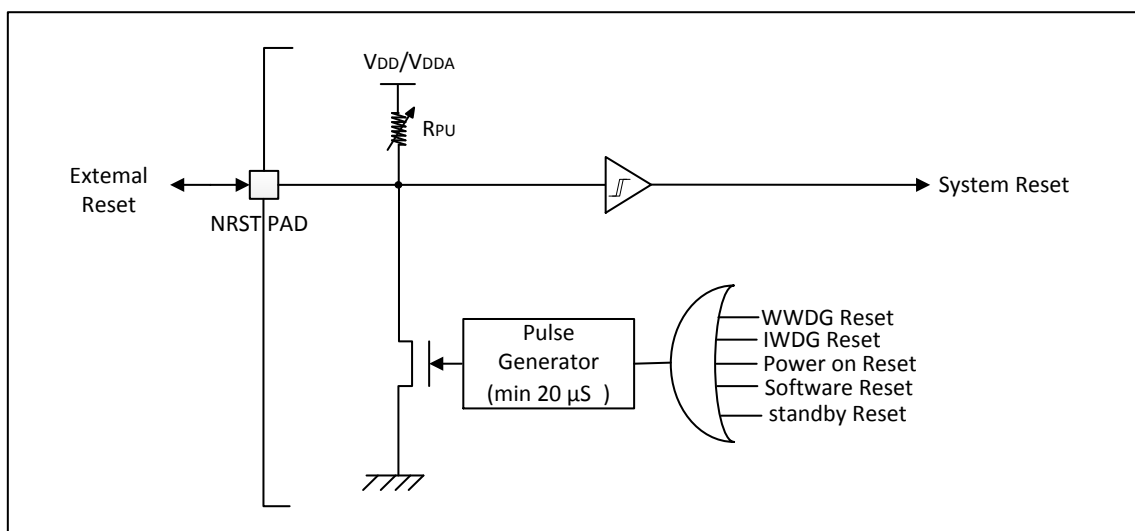 VDD/VDDA
RPU
Extemal
Reset
NRST PAD
System Reset
Pulse
Generator
(min 20 µS )
WWDG Reset
IWDG Reset
Power on Reset
Software Reset
standby Reset